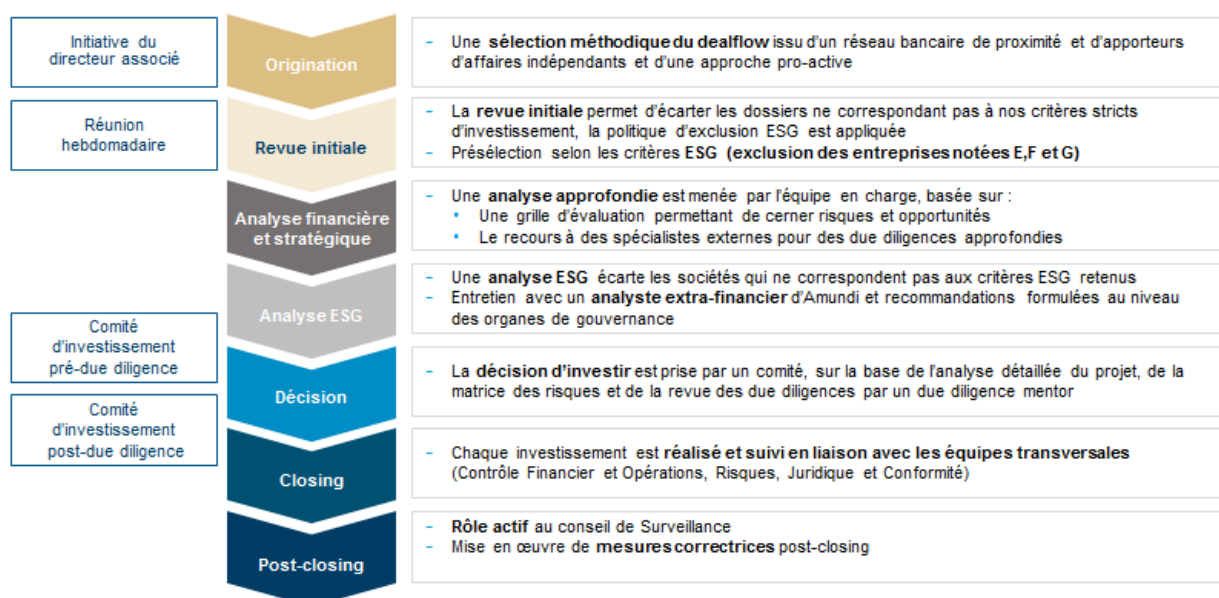 Initiative du
directeur associé
Origination
- Une sélection méthodique du dealflow issu d'un réseau bancaire de proximité et d'apporteurs
d'affaires indépendants et d'une approche pro-active
Réunion
hebdomadaire
Revue initiale
- La revue initiale permet d'écarter les dossiers ne correspondant pas à nos critères stricts
d'investissement, la politique d'exclusion ESG est appliquée
- Présélection selon les critères ESG (exclusion des entreprises notées E,F et G)
Analyse financière
et stratégique
- Une analyse approfondie est menée par l'équipe en charge, basée sur :
• Une grille d'évaluation permettant de cerner risques et opportunités
• Le recours à des spécialistes externes pour des due diligences approfondies
Analyse ESG
- Une analyse ESG écarte les sociétés qui ne correspondent pas aux critères ESG retenus
- Entretien avec un analyste extra-financier d'Amundi et recommandations formulées au niveau
des organes de gouvernance
Comité
d'investissement
pré-due diligence
Décision
- La décision d'investir est prise par un comité, sur la base de l'analyse détaillée du projet, de la
matrice des risques et de la revue des due diligences par un due diligence mentor
Comité
d'investissement
post-due diligence
Closing
- Chaque investissement est réalisé et suivi en liaison avec les équipes transversales
(Contrôle Financier et Opérations, Risques, Juridique et Conformité)
Post-closing
- Rôle actif au conseil de Surveillance
- Mise en œuvre de mesures correctrices post-closing